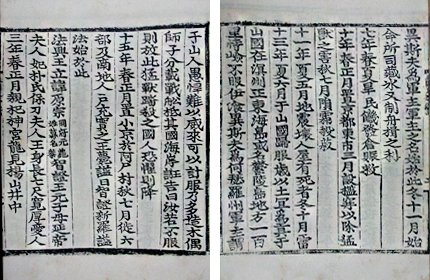 異斯夫爲軍主軍主之名始於此冬十一月始
命所司藏氷又制舟楫之利
七年春夏旱民饑發倉賑救
十年春正月置京都東市三月設檻穽以除猛
獸之害秋七月隕霜殺菽
十一年夏五月地震壞人屋有死者冬十月雷
十三年夏六月于山國歸服歲以土宜爲貢于
山國在溟州正東海島或名鬱陵島地方一百
里恃嶮不服伊飡異斯夫爲何瑟羅州軍主謂
于山人愚悍難以威來可以計服乃多造木偶
師子分載戰舡抵其國海岸誑告曰汝若不服
則放此猛獸踏殺之國人恐懼則降
十五年春正月置小京於阿尸村秋七月徙六
部及南地人戶充實之王薨諡曰智證新羅諡
法始於此
法興王立諱原宗冊府元龜姓募名秦智證王元子母延帝
夫人妃朴氏保刀夫人王身長七尺寬厚愛人
三年春正月親祀神宮龍見楊山井中